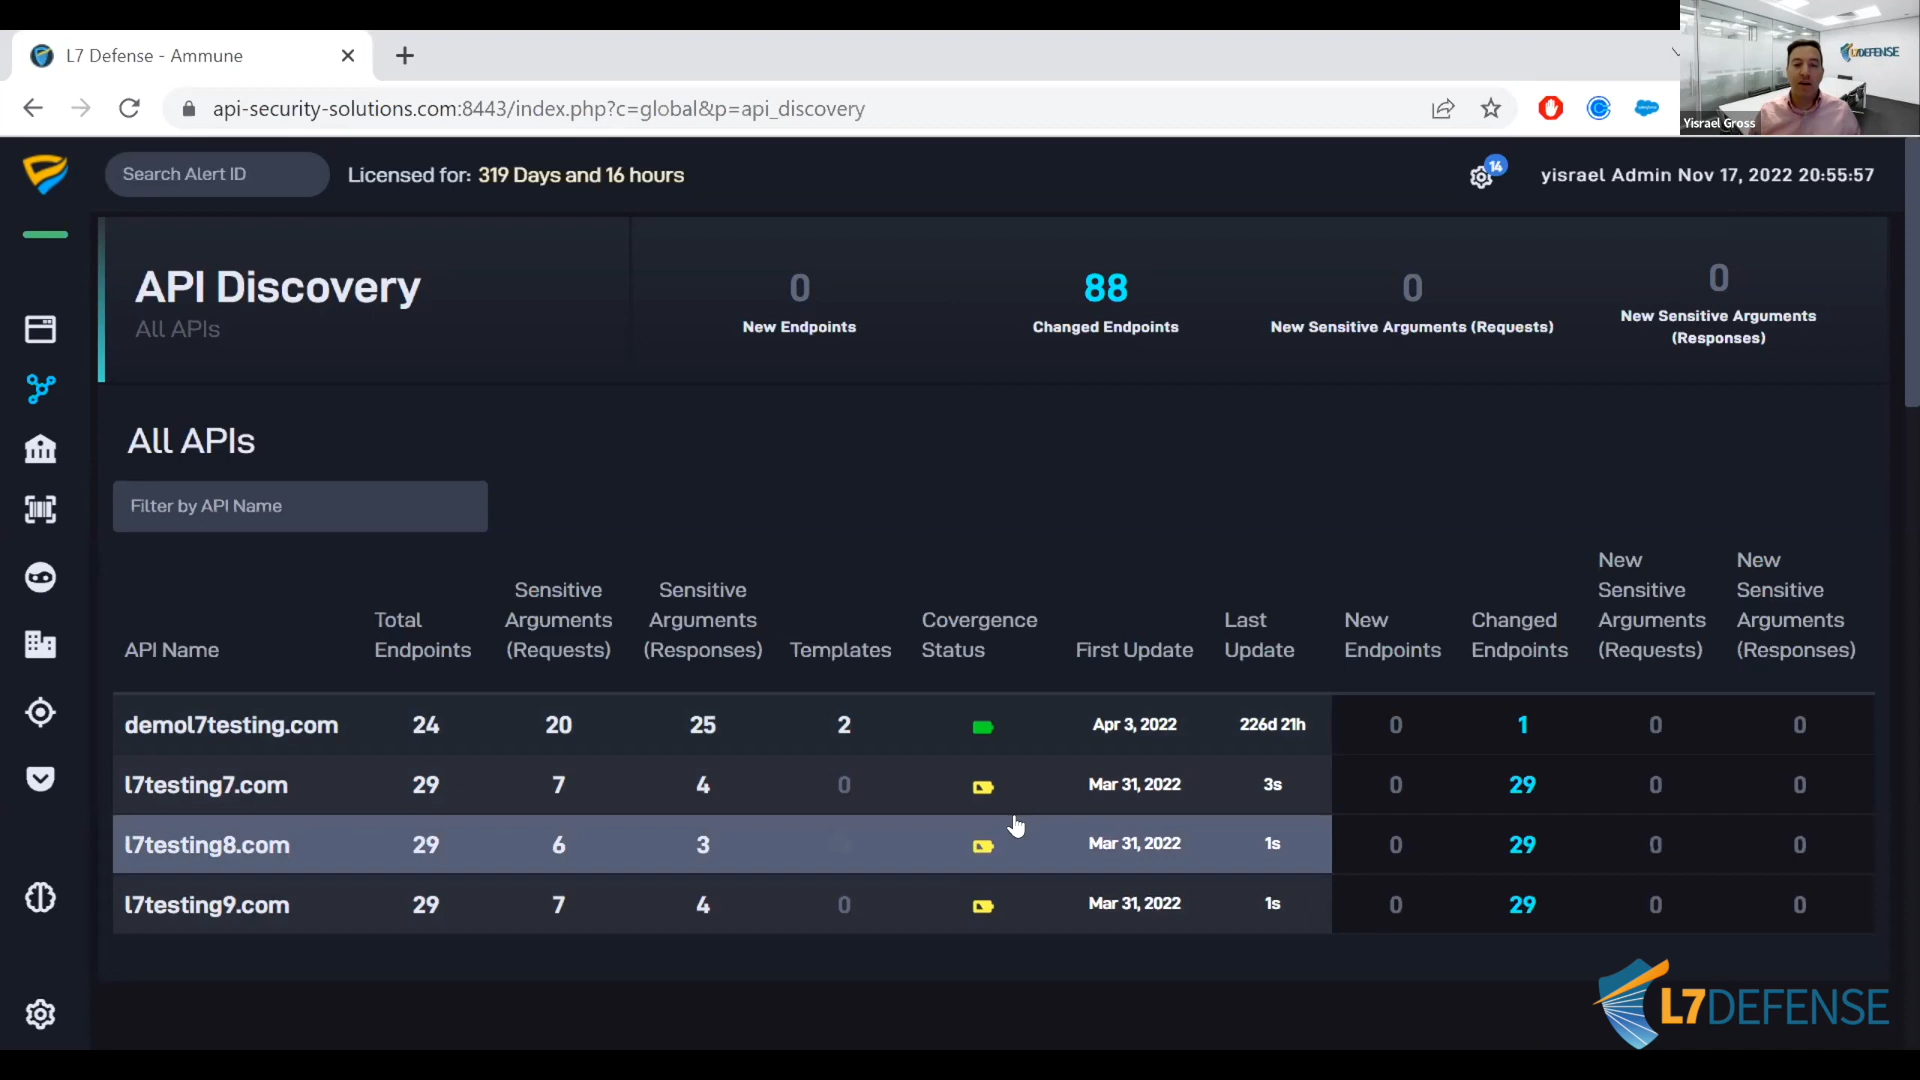 L7 Defense - Ammune
api-security-solutions.com:8443/index.php?c=global&p=api_discovery
L7DEFENSE
Yisrael Gross
Search Alert ID
Licensed for: 319 Days and 16 hours
14
yisrael Admin Nov 17, 2022 20:55:57
API Discovery
All APIs
0
New Endpoints
88
Changed Endpoints
0
New Sensitive Arguments (Requests)
0
New Sensitive Arguments
(Responses)
All APIs
Filter by API Name
API Name
Total
Endpoints
Sensitive
Arguments
(Requests)
Sensitive
Arguments
(Responses)
Templates
Covergence
Status
First Update
Last
Update
New
Endpoints
Changed
Endpoints
New
Sensitive
Arguments
(Requests)
New
Sensitive
Arguments
(Responses)
demol7testing.com 24 20 25 2 Apr 3, 2022 226d 21h 0 1 0 0
l7testing7.com 29 7 4 0 Mar 31, 2022 3s 0 29 0 0
l7testing8.com 29 6 3 Mar 31, 2022 1s 0 29 0 0
l7testing9.com 29 7 4 0 Mar 31, 2022 1s 0 29 0 0
L7DEFENSE